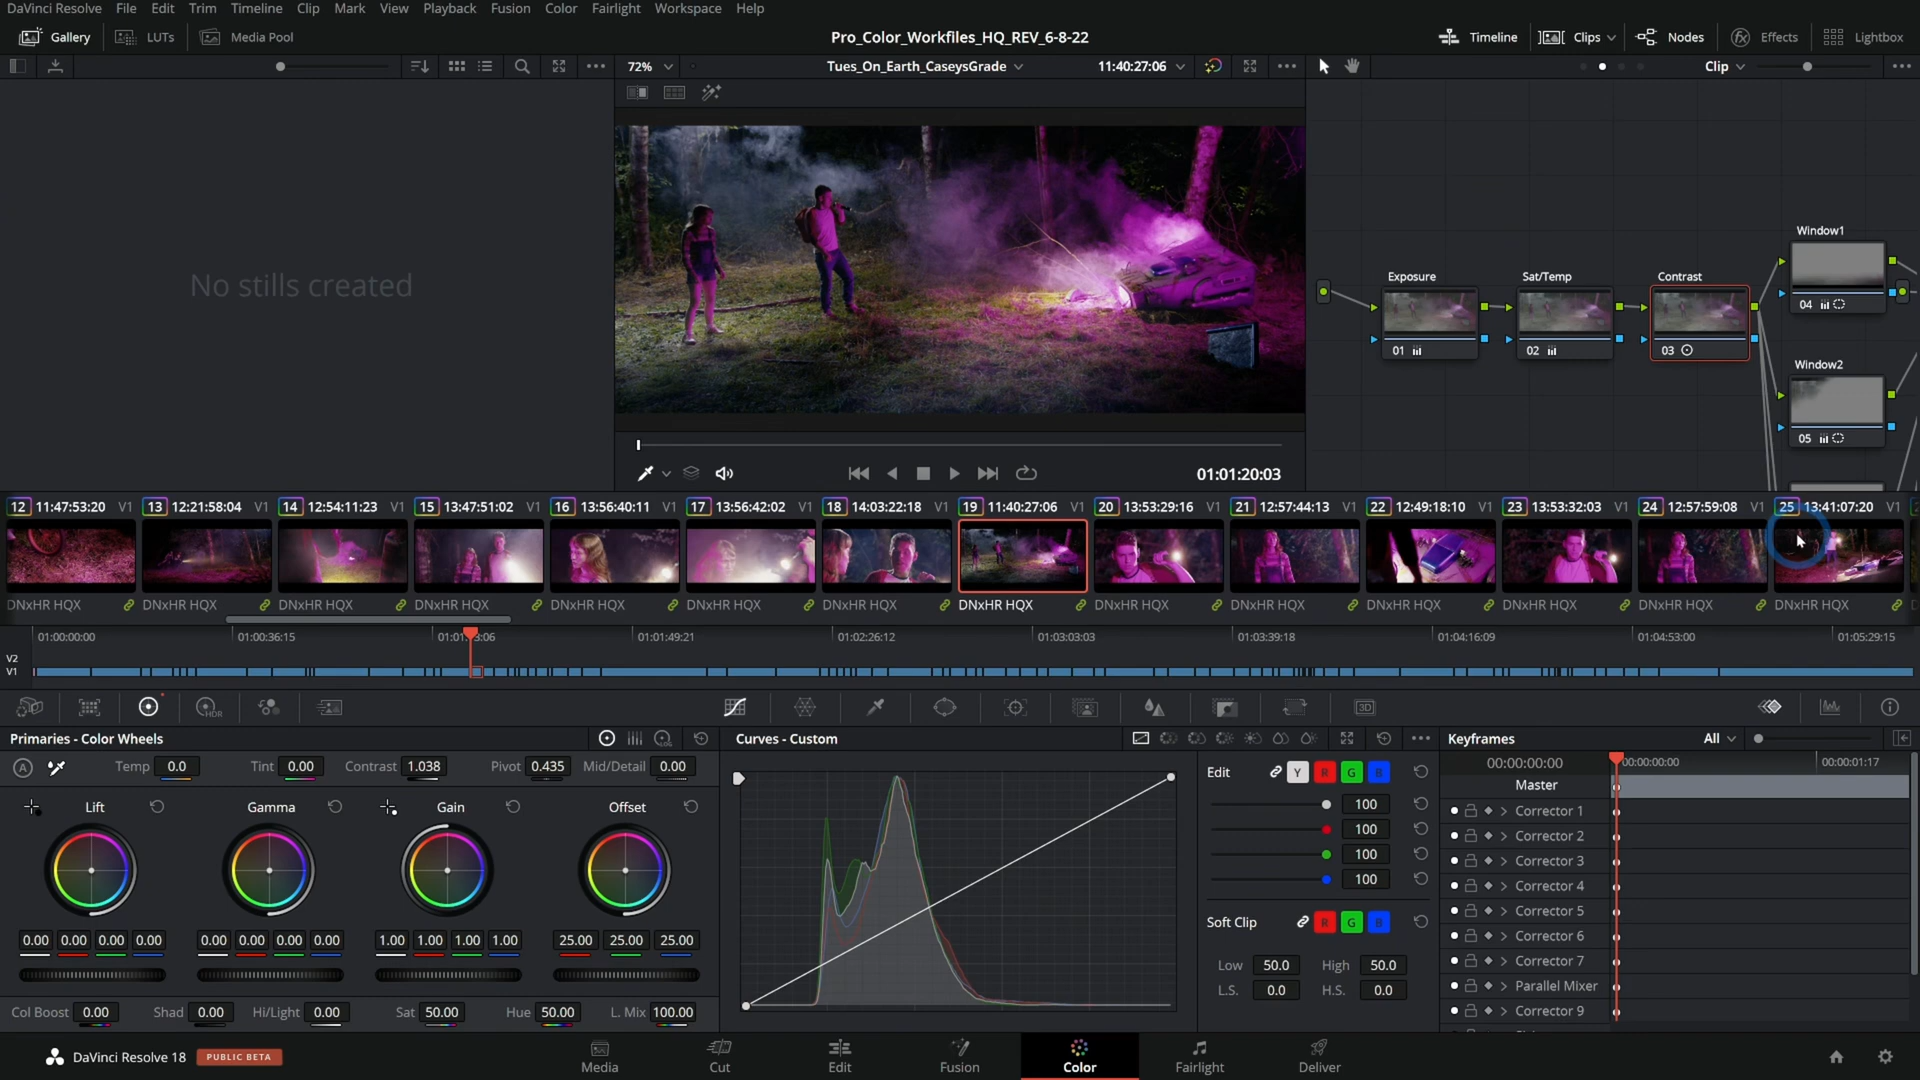 DaVinci Resolve File Edit Trim Timeline Clip Mark View Playback Fusion Color Fairlight Workspace Help
Gallery LUTs Media Pool Pro_Color_Workfiles_HQ_REV_6-8-22 Timeline Clips Nodes Effects Lightbox
72% Tues_On_Earth_CaseysGrade 11:40:27:06 Clip
No stills created
Window1
Exposure Sat/Temp Contrast
04
01 02 03
Window2
05
01:01:20:03
12 11:47:53:20 V1 13 12:21:58:04 V1 14 12:54:11:23 V1 15 13:47:51:02 V1 16 13:56:40:11 V1 17 13:56:42:02 V1 18 14:03:22:18 V1 19 11:40:27:06 V1 20 13:53:29:16 V1 21 12:57:44:13 V1 22 12:49:18:10 V1 23 13:53:32:03 V1 24 12:57:59:08 V1 25 13:41:07:20 V1
DNxHR HQX DNxHR HQX DNxHR HQX DNxHR HQX DNxHR HQX DNxHR HQX DNxHR HQX DNxHR HQX DNxHR HQX DNxHR HQX DNxHR HQX DNxHR HQX DNxHR HQX DNxHR HQX
01:00:00:00 01:00:36:15 01:01:13:06 01:01:49:21 01:02:26:12 01:03:03:03 01:03:39:18 01:04:16:09 01:04:53:00 01:05:29:15
V2
V1
HDR 3D
Primaries - Color Wheels LOG Curves - Custom Keyframes All
A Temp 0.0 Tint 0.00 Contrast 1.038 Pivot 0.435 Mid/Detail 0.00
Edit Y R G B
00:00:00:00 00:00:00:00 00:00:01:17
Master
Lift Gamma Gain Offset
100
100
100
100
Corrector 1
Corrector 2
Corrector 3
Corrector 4
Corrector 5
Corrector 6
Corrector 7
Parallel Mixer
Corrector 9
Soft Clip R G B
0.00 0.00 0.00 0.00 0.00 0.00 0.00 0.00 1.00 1.00 1.00 1.00 25.00 25.00 25.00
Low 50.0 High 50.0
L.S. 0.0 H.S. 0.0
Col Boost 0.00 Shad 0.00 Hi/Light 0.00 Sat 50.00 Hue 50.00 L. Mix 100.00
DaVinci Resolve 18 PUBLIC BETA
Media Cut Edit Fusion Color Fairlight Deliver